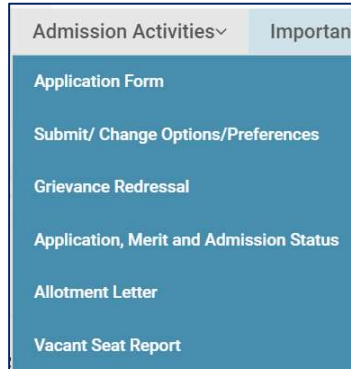 Admission Activities Importan
Application Form
Submit/ Change Options/Preferences
Grievance Redressal
Application, Merit and Admission Status
Allotment Letter
Vacant Seat Report